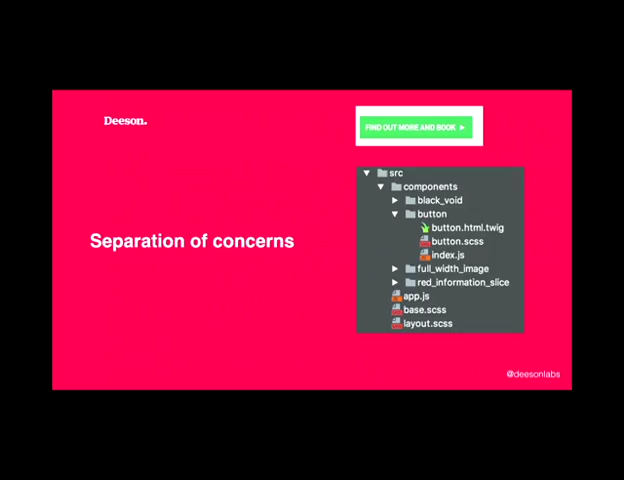 Deeson.
FIND OUT MORE AND BOOK
Separation of concerns
src
components
black_void
button
button.html.twig
button.scss
index.js
full_width_image
red_information_slice
app.js
base.scss
layout.scss
@deesonlabs